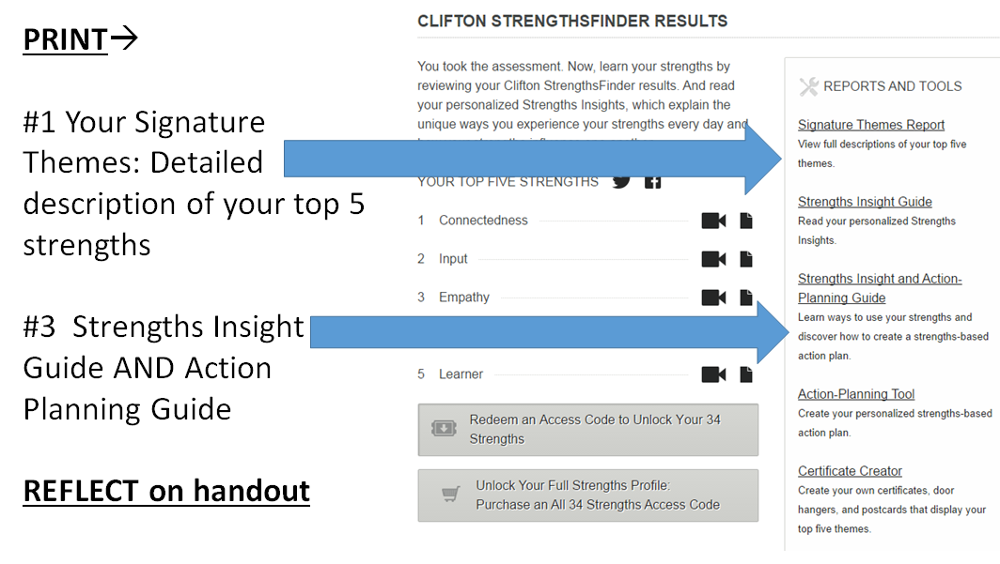 PRINT→
#1 Your Signature
Themes: Detailed
description of your top 5
strengths
#3 Strengths Insight
Guide AND Action
Planning Guide
REFLECT on handout
CLIFTON STRENGTHSFINDER RESULTS
You took the assessment. Now, learn your strengths by
reviewing your Clifton StrengthsFinder results. And read
your personalized Strengths Insights, which explain the
unique ways you experience your strengths every day and
YOUR TOP FIVE STRENGTHS
1 Connectedness
2 Input
3 Empathy
5 Learner
Redeem an Access Code to Unlock Your 34
Strengths
Unlock Your Full Strengths Profile:
Purchase an All 34 Strengths Access Code
REPORTS AND TOOLS
Signature Themes Report
View full descriptions of your top five
themes.
Strengths Insight Guide
Read your personalized Strengths
Insights.
Strengths Insight and Action-
Planning Guide
Learn ways to use your strengths and
discover how to create a strengths-based
action plan.
Action-Planning Tool
Create your personalized strengths-based
action plan.
Certificate Creator
Create your own certificates, door
hangers, and postcards that display your
top five themes.